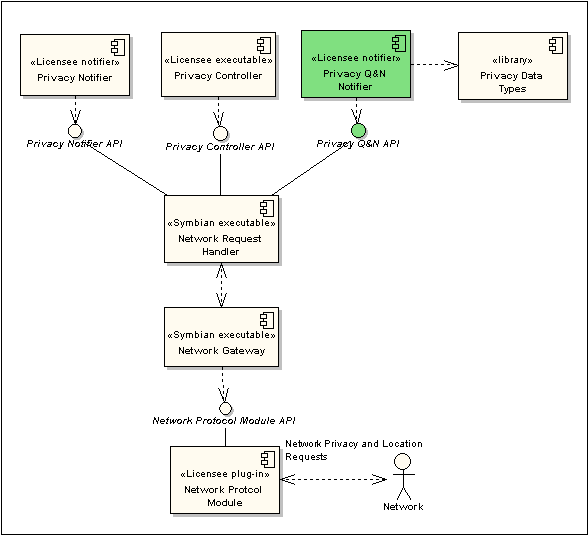 «Licensee notifier»
Privacy Notifier
«Licensee executable»
Privacy Controller
«Licensee notifier»
Privacy Q&N
Notifier
«library»
Privacy Data
Types
Privacy Notifier API
Privacy Controller API
Privacy Q&N API
«Symbian executable»
Network Request
Handler
«Symbian executable»
Network Gateway
Network Protocol Module API
«Licensee plug-in»
Network Protcol
Module
Network Privacy and Location
Requests
Network